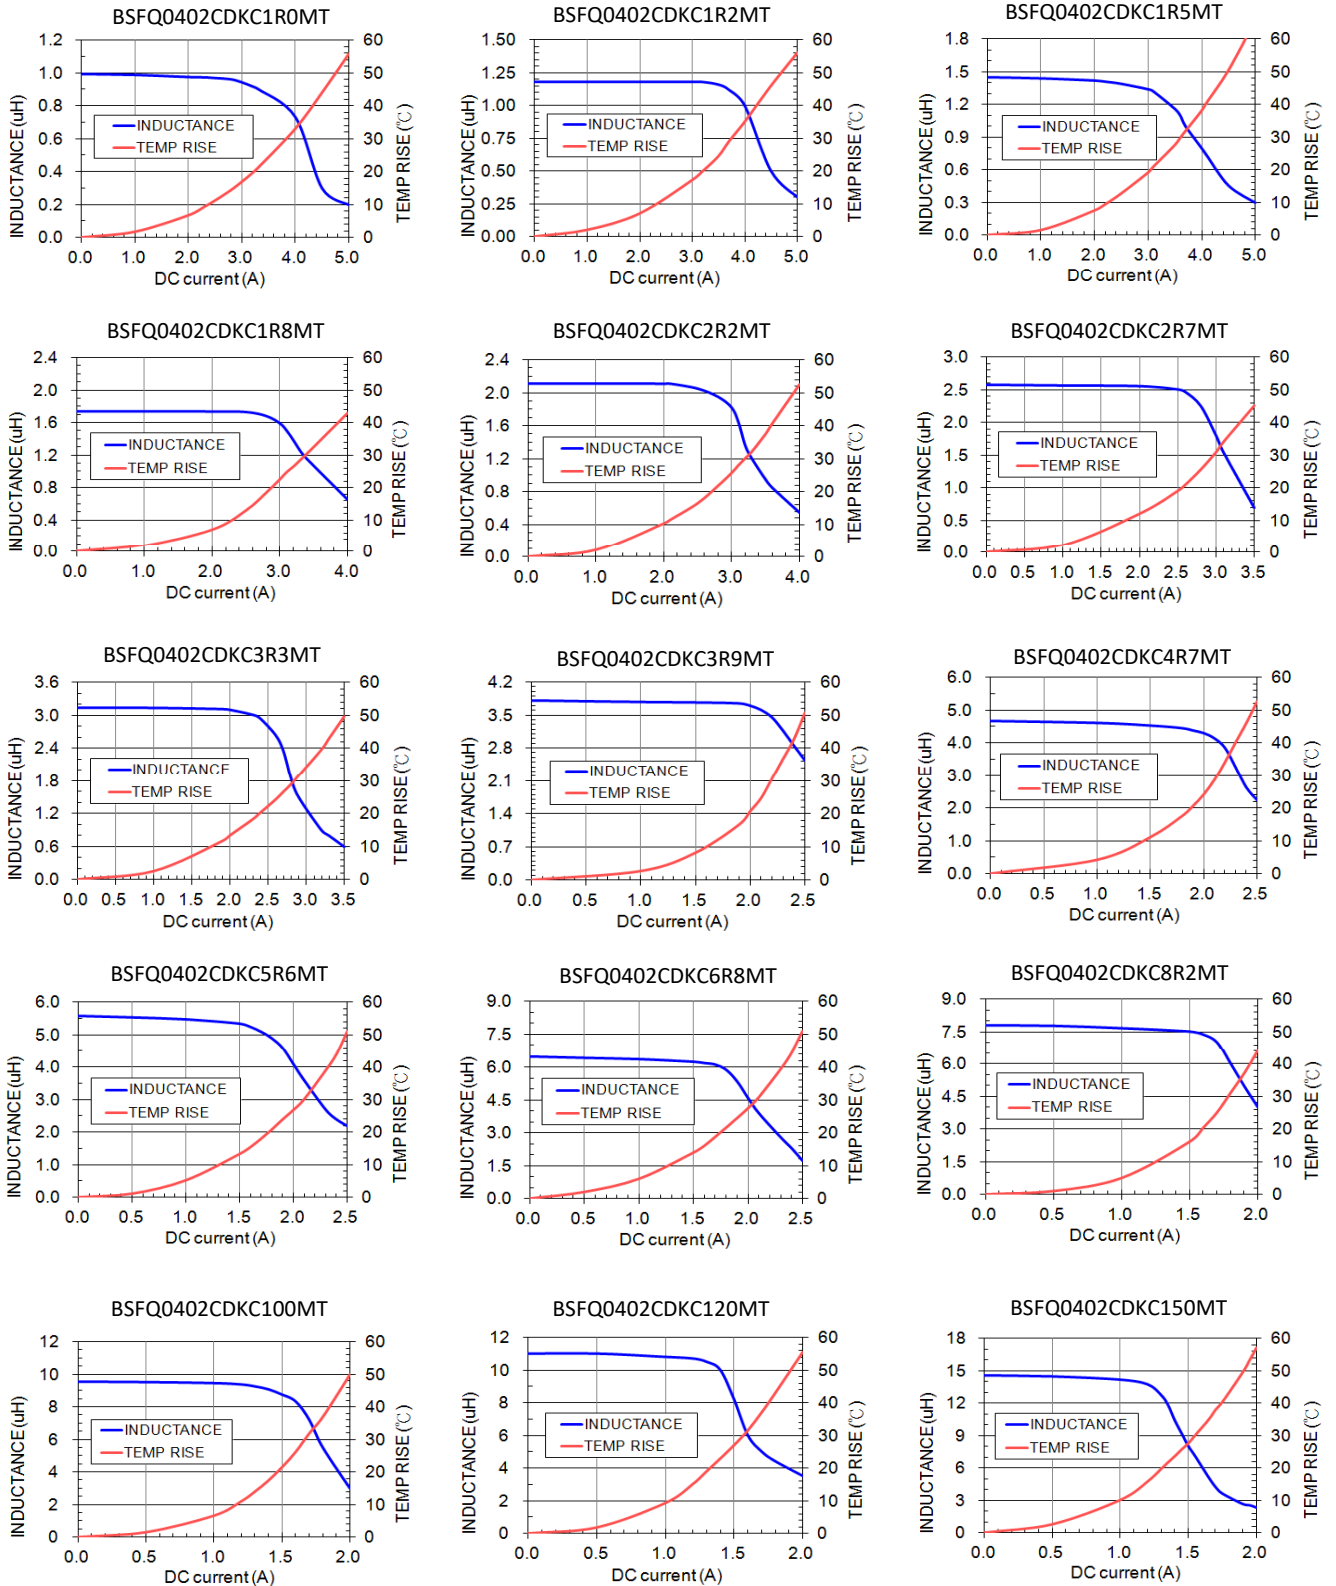 BSFQ0402CDKC1R0MT
INDUCTANCE (uH)
1.2
1.0
0.8
0.6
0.4
0.2
0.0
INDUCTANCE
TEMP RISE
60
50
40
30
20
10
0
TEMP RISE (℃)
0.0 1.0 2.0 3.0 4.0 5.0
DC current (A)
BSFQ0402CDKC1R2MT
INDUCTANCE (uH)
1.50
1.25
1.00
0.75
0.50
0.25
0.00
INDUCTANCE
TEMP RISE
60
50
40
30
20
10
0
TEMP RISE (℃)
0.0 1.0 2.0 3.0 4.0 5.0
DC current (A)
BSFQ0402CDKC1R5MT
INDUCTANCE (uH)
1.8
1.5
1.2
0.9
0.6
0.3
0.0
INDUCTANCE
TEMP RISE
60
50
40
30
20
10
0
TEMP RISE (℃)
0.0 1.0 2.0 3.0 4.0 5.0
DC current (A)
BSFQ0402CDKC1R8MT
INDUCTANCE (uH)
2.4
2.0
1.6
1.2
0.8
0.4
0.0
INDUCTANCE
TEMP RISE
60
50
40
30
20
10
0
TEMP RISE (℃)
0.0 1.0 2.0 3.0 4.0
DC current (A)
BSFQ0402CDKC2R2MT
INDUCTANCE (uH)
2.4
2.0
1.6
1.2
0.8
0.4
0.0
INDUCTANCE
TEMP RISE
60
50
40
30
20
10
0
TEMP RISE (℃)
0.0 1.0 2.0 3.0 4.0
DC current (A)
BSFQ0402CDKC2R7MT
INDUCTANCE (uH)
3.0
2.5
2.0
1.5
1.0
0.5
0.0
INDUCTANCE
TEMP RISE
60
50
40
30
20
10
0
TEMP RISE (℃)
0.0 0.5 1.0 1.5 2.0 2.5 3.0 3.5
DC current (A)
BSFQ0402CDKC3R3MT
INDUCTANCE (uH)
3.6
3.0
2.4
1.8
1.2
0.6
0.0
INDUCTANCE
TEMP RISE
60
50
40
30
20
10
0
TEMP RISE (℃)
0.0 0.5 1.0 1.5 2.0 2.5 3.0 3.5
DC current (A)
BSFQ0402CDKC3R9MT
INDUCTANCE (uH)
4.2
3.5
2.8
2.1
1.4
0.7
0.0
INDUCTANCE
TEMP RISE
60
50
40
30
20
10
0
TEMP RISE (℃)
0.0 0.5 1.0 1.5 2.0 2.5
DC current (A)
BSFQ0402CDKC4R7MT
INDUCTANCE (uH)
6.0
5.0
4.0
3.0
2.0
1.0
0.0
INDUCTANCE
TEMP RISE
60
50
40
30
20
10
0
TEMP RISE (℃)
0.0 0.5 1.0 1.5 2.0 2.5
DC current (A)
BSFQ0402CDKC5R6MT
INDUCTANCE (uH)
6.0
5.0
4.0
3.0
2.0
1.0
0.0
INDUCTANCE
TEMP RISE
60
50
40
30
20
10
0
TEMP RISE (℃)
0.0 0.5 1.0 1.5 2.0 2.5
DC current (A)
BSFQ0402CDKC6R8MT
INDUCTANCE (uH)
9.0
7.5
6.0
4.5
3.0
1.5
0.0
INDUCTANCE
TEMP RISE
60
50
40
30
20
10
0
TEMP RISE (℃)
0.0 0.5 1.0 1.5 2.0 2.5
DC current (A)
BSFQ0402CDKC8R2MT
INDUCTANCE (uH)
9.0
7.5
6.0
4.5
3.0
1.5
0.0
INDUCTANCE
TEMP RISE
60
50
40
30
20
10
0
TEMP RISE (℃)
0.0 0.5 1.0 1.5 2.0
DC current (A)
BSFQ0402CDKC100MT
INDUCTANCE (uH)
12
10
8
6
4
2
0
INDUCTANCE
TEMP RISE
60
50
40
30
20
10
0
TEMP RISE (℃)
0.0 0.5 1.0 1.5 2.0
DC current (A)
BSFQ0402CDKC120MT
INDUCTANCE (uH)
12
10
8
6
4
2
0
INDUCTANCE
TEMP RISE
60
50
40
30
20
10
0
TEMP RISE (℃)
0.0 0.5 1.0 1.5 2.0
DC current (A)
BSFQ0402CDKC150MT
INDUCTANCE (uH)
18
15
12
9
6
3
0
INDUCTANCE
TEMP RISE
60
50
40
30
20
10
0
TEMP RISE (℃)
0.0 0.5 1.0 1.5 2.0
DC current (A)